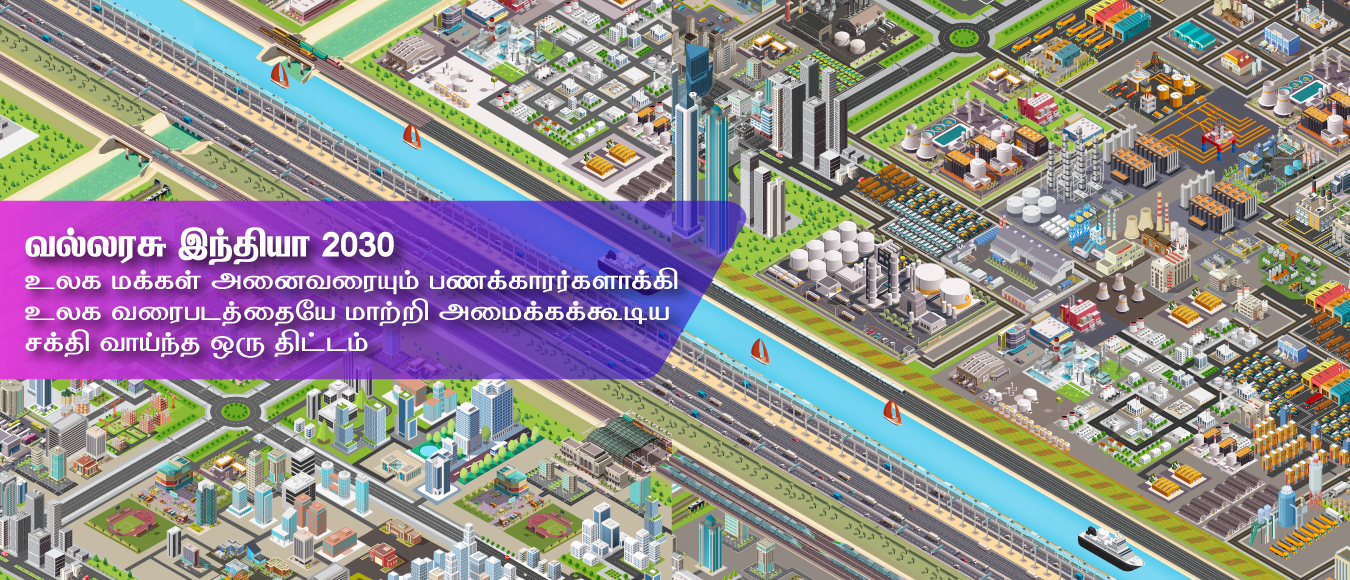 வல்லரசு இந்தியா 2030
உலக மக்கள் அனைவரையும் பணக்காரர்களாக்கி
உலக வரைபடத்தையே மாற்றி அமைக்கக்கூடிய
சக்தி வாய்ந்த ஒரு திட்டம்